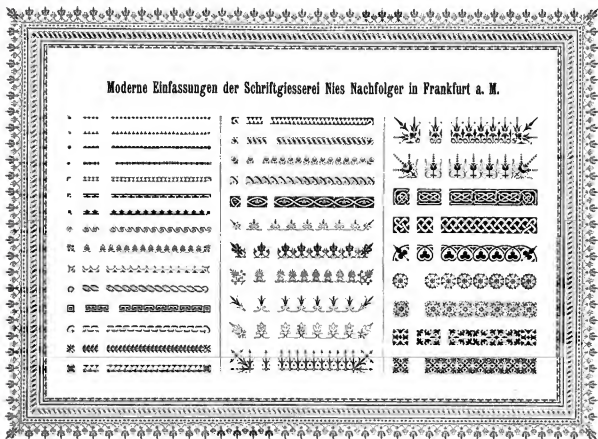 Moderne Einfassungen der Schriftgiesserei Nies Nachfolger in Frankfurt a. M.